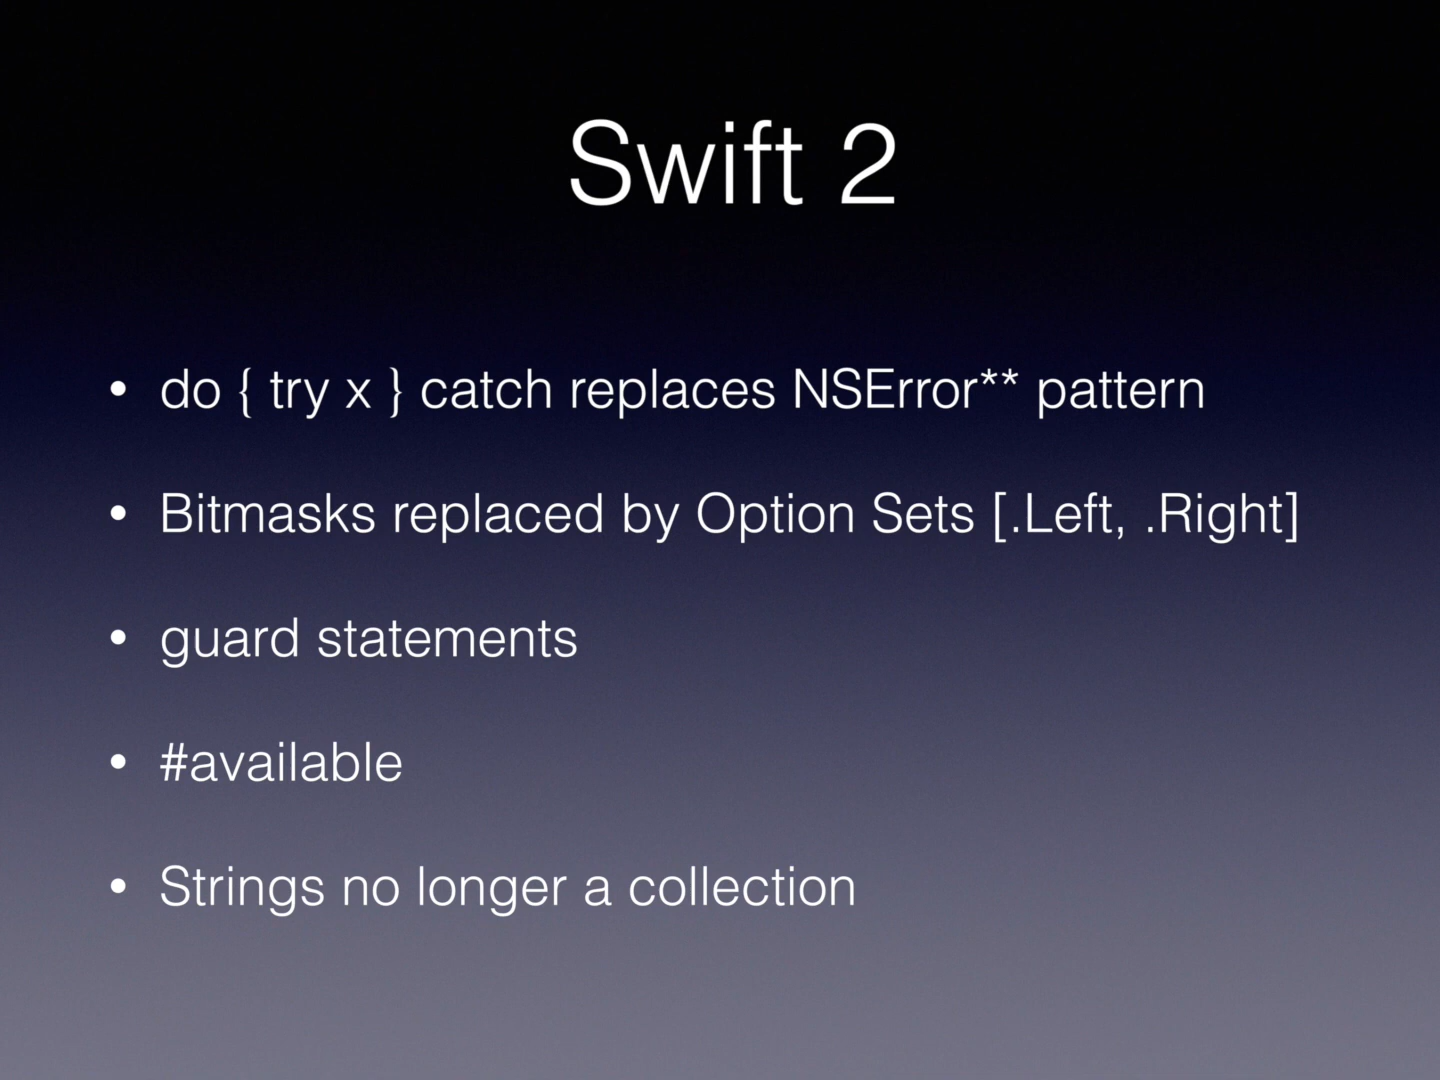 Swift 2
• do { try x } catch replaces NSError** pattern
• Bitmasks replaced by Option Sets [.Left, .Right]
• guard statements
• #available
• Strings no longer a collection